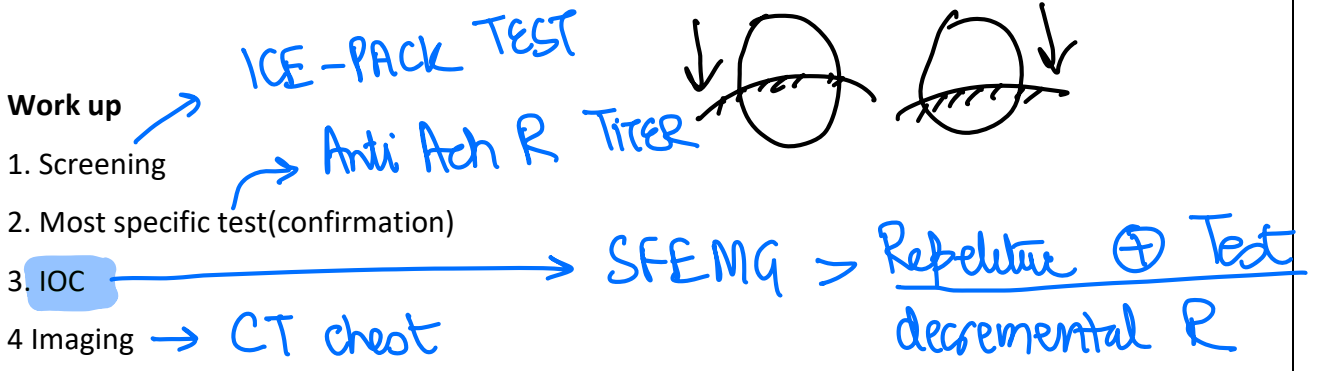 ICE-PACK TEST
Work up
Anti Ach R TITER
1. Screening
2. Most specific test(confirmation)
3. IOC → SFEMG > Repetitive ⊕ Test
4 Imaging → CT chest
decremental R